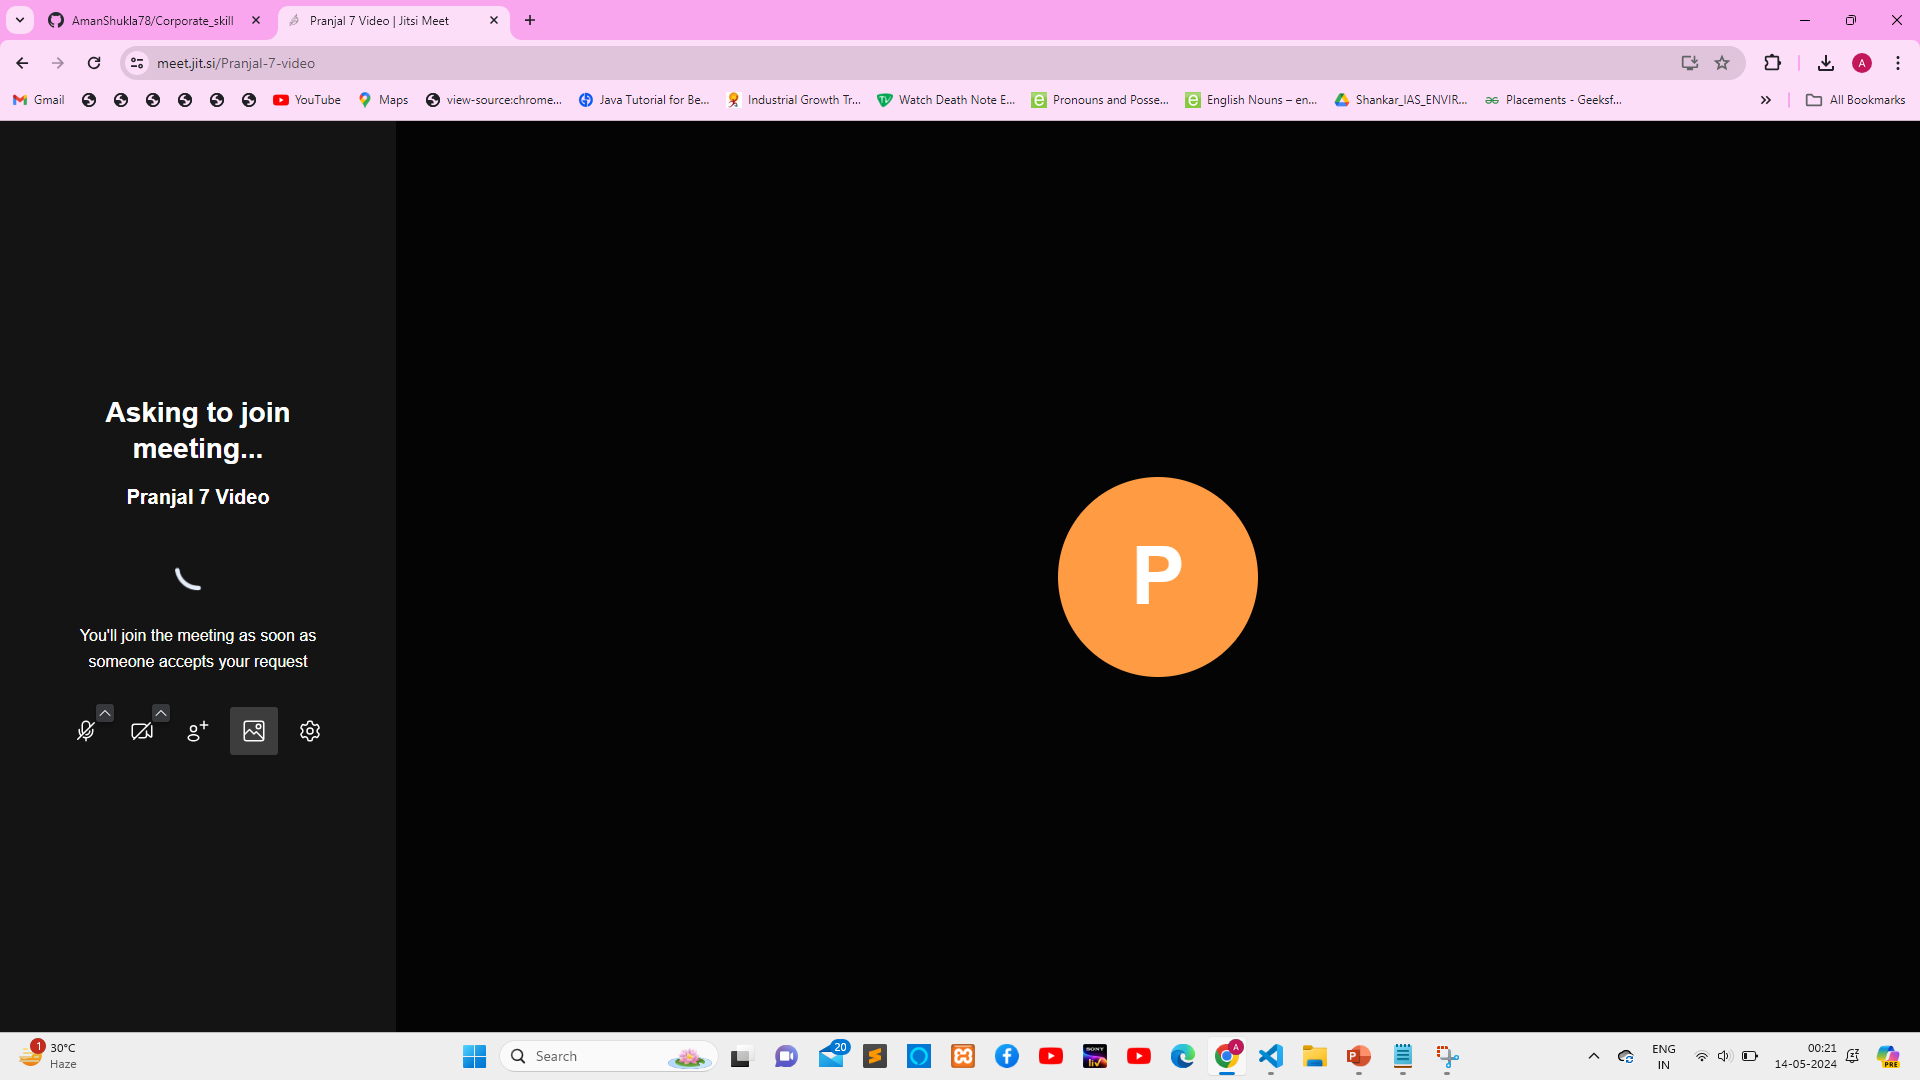 AmanShukla78/Corporate_skill
Pranjal 7 Video | Jitsi Meet
meet.jit.si/Pranjal-7-video
A
Gmail
YouTube
Maps
view-source:chrome...
Java Tutorial for Be...
Industrial Growth Tr...
Watch Death Note E...
Pronouns and Posse...
English Nouns – en...
Shankar_IAS_ENVIR...
Placements - Geeksf...
All Bookmarks
Asking to join
meeting...
Pranjal 7 Video
You'll join the meeting as soon as
someone accepts your request
P
1
30°C
Haze
Search
20
SONY
liv
A
ENG
IN
00:21
14-05-2024
PRE